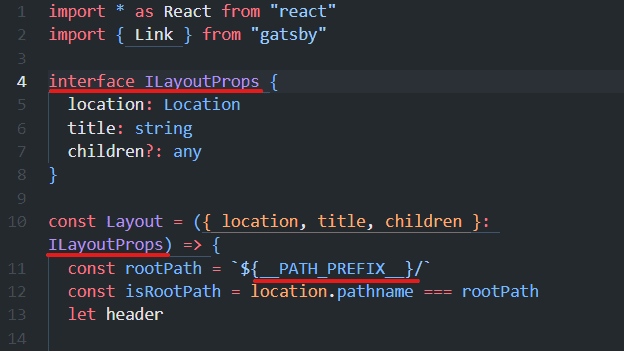 1 import * as React from "react"
2 import { Link } from "gatsby"
3
4 interface ILayoutProps {
5 location: Location
6 title: string
7 children?: any
8 }
9
10 const Layout = ({ location, title, children }:
ILayoutProps) => {
11 const rootPath = `${__PATH_PREFIX__}/`
12 const isRootPath = location.pathname === rootPath
13 let header
14